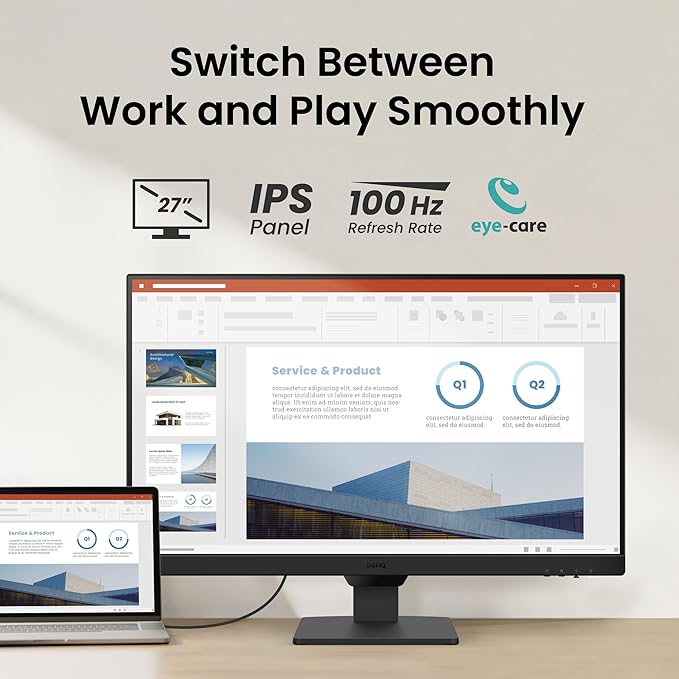 Switch Between
Work and Play Smoothly
27”
IPS
Panel
100 Hz
Refresh Rate
eye-care
Architectural
Design
Service & Product
consectetur adipiscing elit, sed do eiusmod
tempor incididunt ut labore et dolore magna
aliqua. Ut enim ad minim veniam, quis nos-
trud exercitation ullamco laboris nisi ut
aliquip ex ea commodo consequat.
Q1
Q2
consectetur adipiscing
elit, sed do eiusmod.
consectetur adipiscing
elit, sed do eiusmod.
Service & Product
Q1
Q2
BenQ